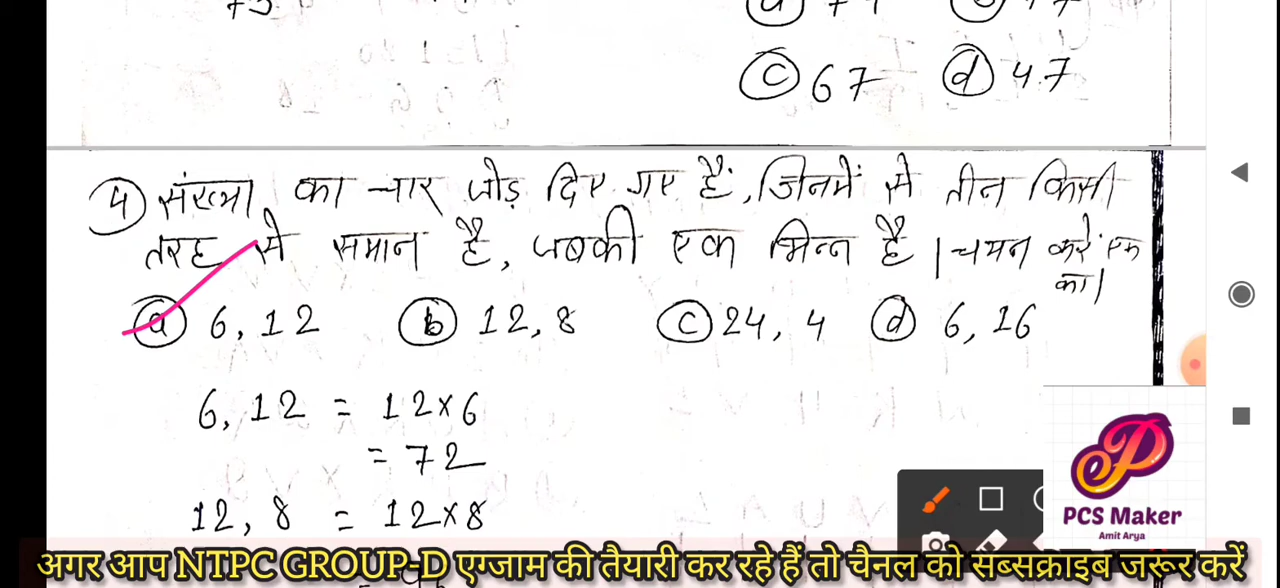 73
ⓒ 67 ⓓ 47
④ संख्या का चार जोड़ दिए गए हैं, जिनमें से तीन किसी
तरह से समान है, जबकी एक भिन्न है | चयन करें एक
का|
ⓐ 6, 12 ⓑ 12, 8 ⓒ 24, 4 ⓓ 6, 16
6, 12 = 12×6
= 72
12, 8 = 12×8
PCS Maker
Amit Arya
अगर आप NTPC GROUP-D एग्जाम की तैयारी कर रहे हैं तो चैनल को सब्सक्राइब जरूर करें